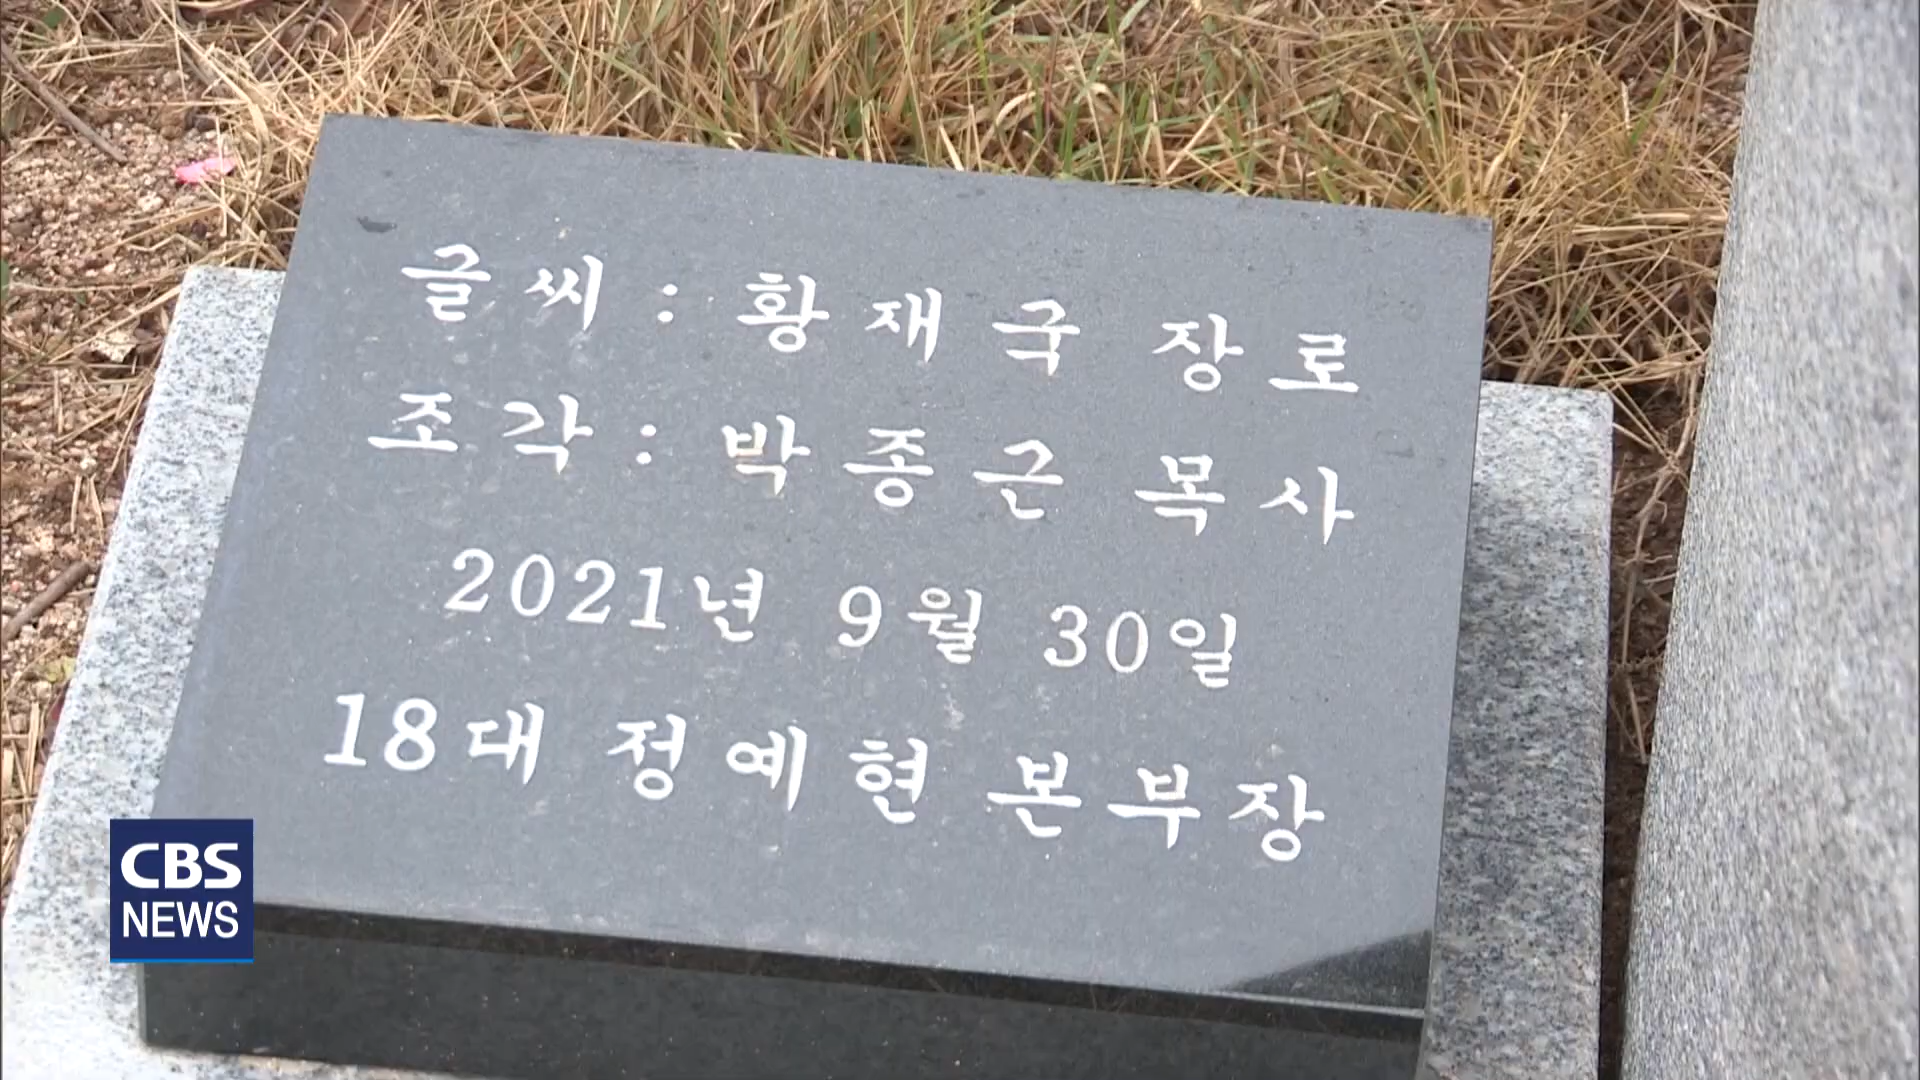 글씨 : 황재국 장로
조각 : 박종근 목사
2021년 9월 30일
18대 정예현 본부장
CBS
NEWS